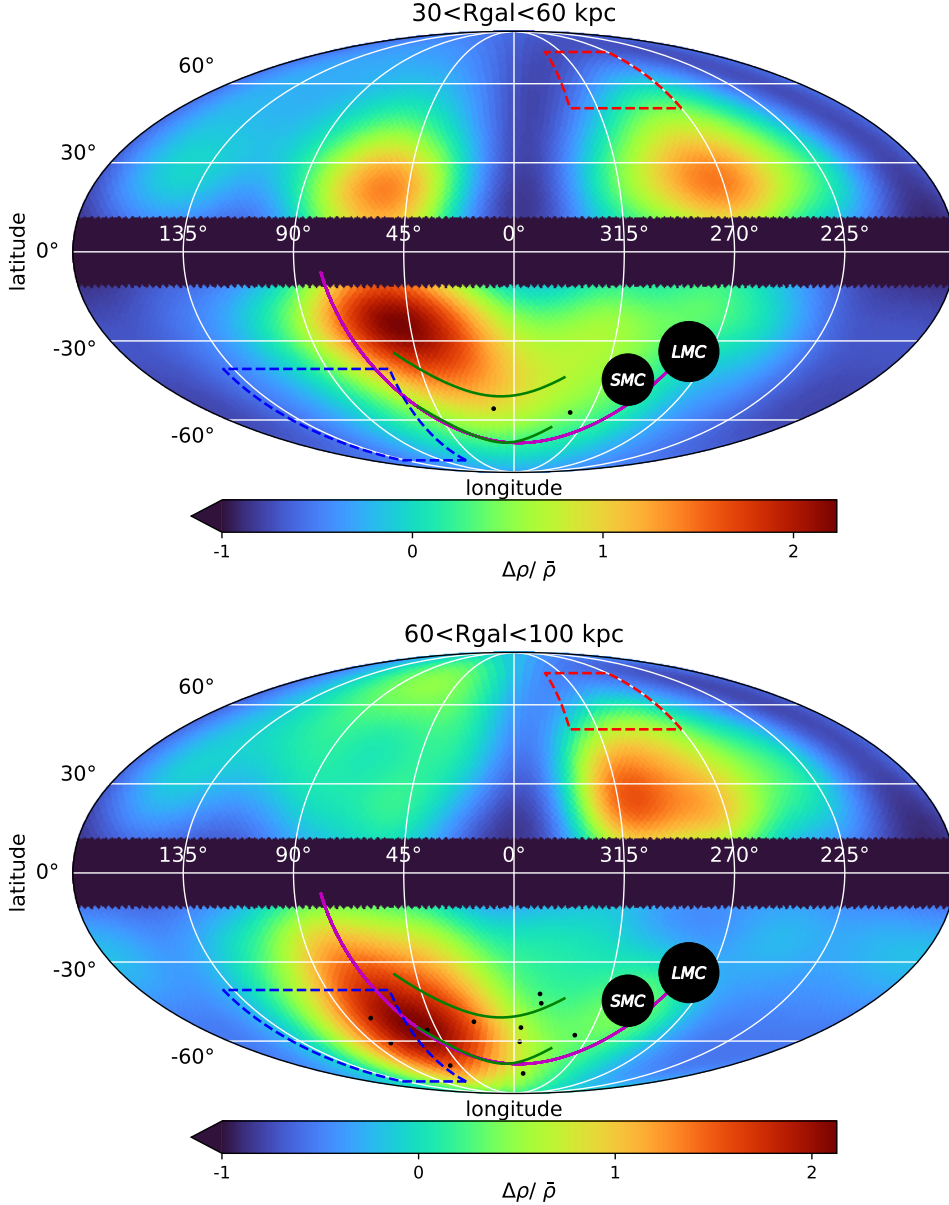 30<Rgal<60 kpc
60°
30°
0°
-30°
-60°
latitude
135° 90° 45° 0° 315° 270° 225°
SMC LMC
longitude
-1 0 1 2
Δρ/ ρ̄
60<Rgal<100 kpc
60°
30°
0°
-30°
-60°
latitude
135° 90° 45° 0° 315° 270° 225°
SMC LMC
longitude
-1 0 1 2
Δρ/ ρ̄